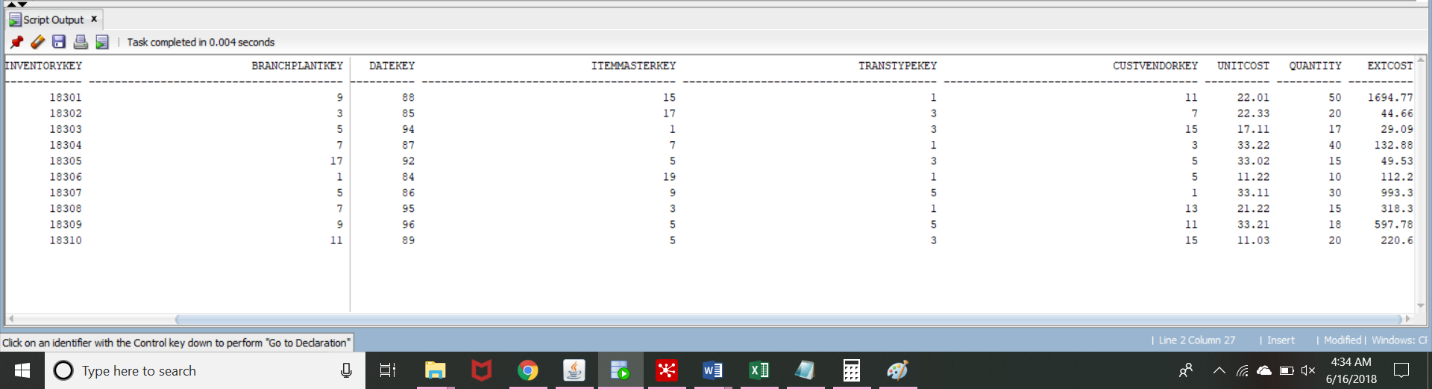 Script Output x
Task completed in 0.004 seconds
INVENTORYKEY BRANCHPLANTKEY DATEKEY ITEMMASTERKEY TRANSTYPEKEY CUSTVENDORKEY UNITCOST QUANTITY EXTCOST
18301 9 88 15 1 11 22.01 50 1694.77
18302 3 85 17 3 7 22.33 20 44.66
18303 5 94 1 3 15 17.11 17 29.09
18304 7 87 7 1 3 33.22 40 132.88
18305 17 92 5 3 5 33.02 15 49.53
18306 1 84 19 1 5 11.22 10 112.2
18307 5 86 9 5 1 33.11 30 993.3
18308 7 95 3 1 13 21.22 15 318.3
18309 9 96 5 5 11 33.21 18 597.78
18310 11 89 5 3 15 11.03 20 220.6
Click on an identifier with the Control key down to perform "Go to Declaration"
| Line 2 Column 27 | Insert | Modified | Windows: CF
Type here to search
4:34 AM
6/16/2018